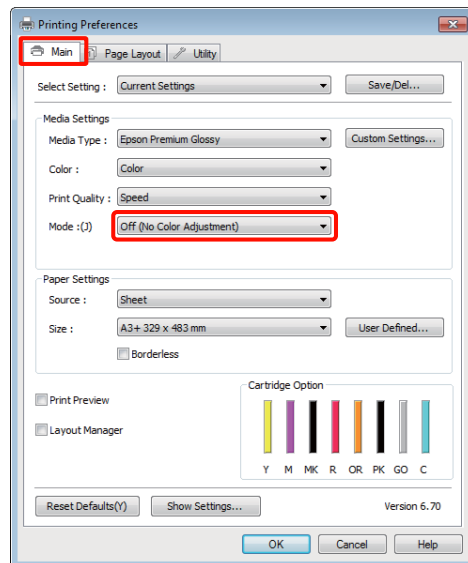 Printing Preferences
Main Page Layout Utility
Select Setting : Current Settings Save/Del...
Media Settings
Media Type : Epson Premium Glossy Custom Settings...
Color : Color
Print Quality : Speed
Mode :(J) Off (No Color Adjustment)
Paper Settings
Source : Sheet
Size : A3+ 329 x 483 mm User Defined...
Borderless
Cartridge Option
Print Preview
Layout Manager
Y M MK R OR PK GO C
Reset Defaults(Y) Show Settings... Version 6.70
OK Cancel Help